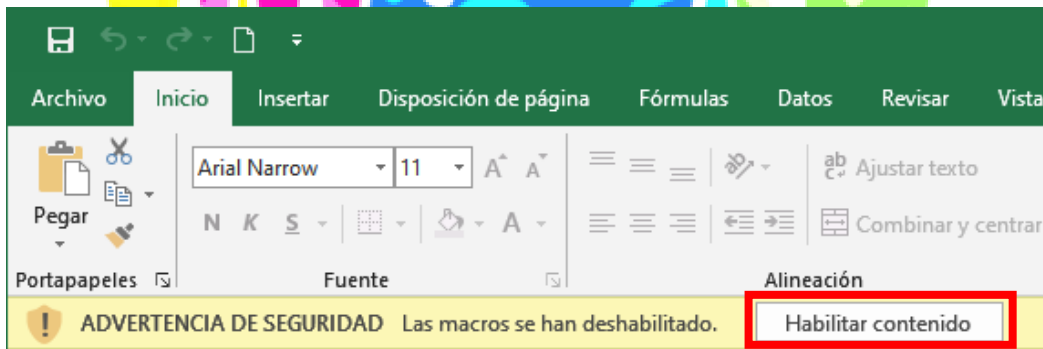 Archivo Inicio Insertar Disposición de página Fórmulas Datos Revisar Vista
Arial Narrow 11 A A ab c Ajustar texto
Pegar N K S A Combinar y centrar
Portapapeles Fuente Alineación
! ADVERTENCIA DE SEGURIDAD Las macros se han deshabilitado. Habilitar contenido